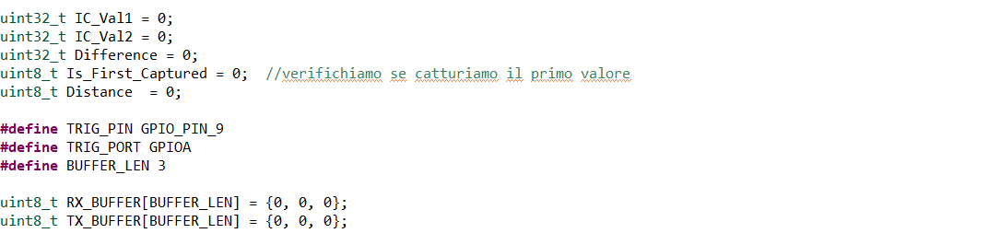 uint32_t IC_Val1 = 0;
uint32_t IC_Val2 = 0;
uint32_t Difference = 0;
uint8_t Is_First_Captured = 0;  //verifichiamo se catturiamo il primo valore
uint8_t Distance  = 0;

#define TRIG_PIN GPIO_PIN_9
#define TRIG_PORT GPIOA
#define BUFFER_LEN 3

uint8_t RX_BUFFER[BUFFER_LEN] = {0, 0, 0};
uint8_t TX_BUFFER[BUFFER_LEN] = {0, 0, 0};